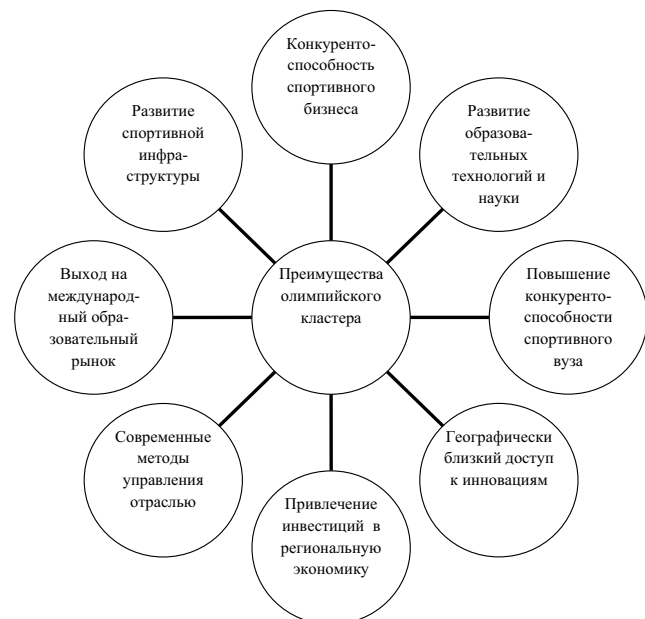 Конкуренто-
способность
спортивного
бизнеса
Развитие
спортивной
инфра-
структуры
Развитие
образова-
тельных
технологий и
науки
Преимущества
олимпийского
кластера
Выход на
международ-
ный обра-
зовательный
рынок
Повышение
конкуренто-
способности
спортивного
вуза
Современные
методы
управления
отраслью
Географически
близкий доступ
к инновациям
Привлечение
инвестиций в
региональную
экономику